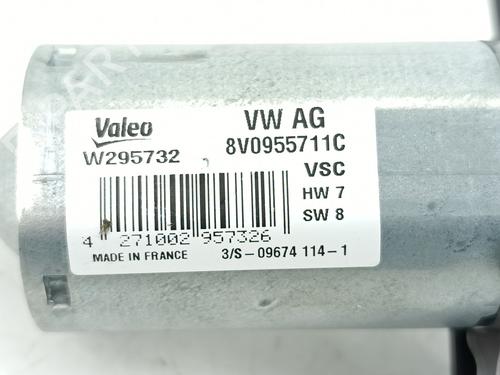 Valeo
W295732
VW AG
8V0955711C
VSC
HW 7
SW 8
4 271002 957326
MADE IN FRANCE
3/S-09674 114-1